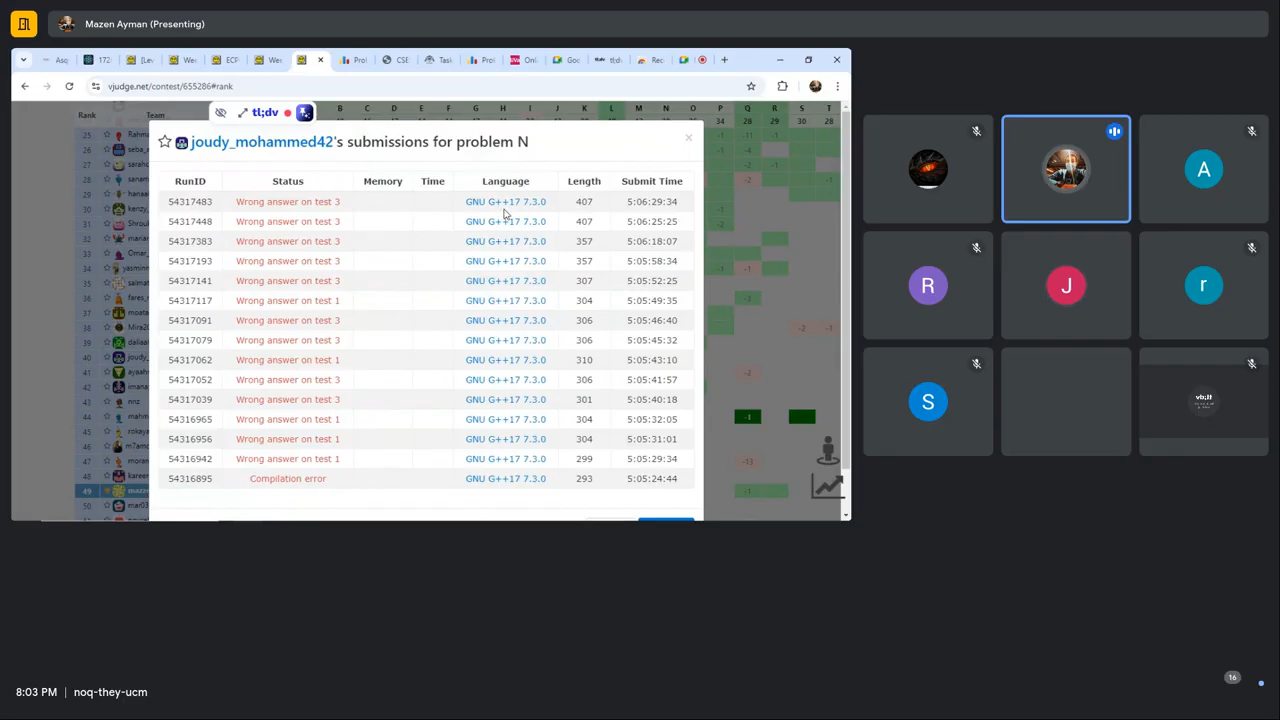 Mazen Ayman (Presenting)
vjudge.net/contest/655286#rank
tl;dv
Rank Team
joudy_mohammed42's submissions for problem N
RunID Status Memory Time Language Length Submit Time
54317483 Wrong answer on test 3 GNU G++17 7.3.0 407 5:06:29:34
54317448 Wrong answer on test 3 GNU G++17 7.3.0 407 5:06:25:25
54317383 Wrong answer on test 3 GNU G++17 7.3.0 357 5:06:18:07
54317193 Wrong answer on test 3 GNU G++17 7.3.0 357 5:05:58:34
54317141 Wrong answer on test 3 GNU G++17 7.3.0 307 5:05:52:25
54317117 Wrong answer on test 1 GNU G++17 7.3.0 304 5:05:49:35
54317091 Wrong answer on test 3 GNU G++17 7.3.0 306 5:05:46:40
54317079 Wrong answer on test 3 GNU G++17 7.3.0 306 5:05:45:32
54317062 Wrong answer on test 1 GNU G++17 7.3.0 310 5:05:43:10
54317052 Wrong answer on test 3 GNU G++17 7.3.0 306 5:05:41:57
54317039 Wrong answer on test 3 GNU G++17 7.3.0 301 5:05:40:18
54316965 Wrong answer on test 1 GNU G++17 7.3.0 304 5:05:32:05
54316956 Wrong answer on test 1 GNU G++17 7.3.0 304 5:05:31:01
54316942 Wrong answer on test 1 GNU G++17 7.3.0 299 5:05:29:34
54316895 Compilation error GNU G++17 7.3.0 293 5:05:24:44
A
R
J
r
S
16
8:03 PM | noq-they-ucm